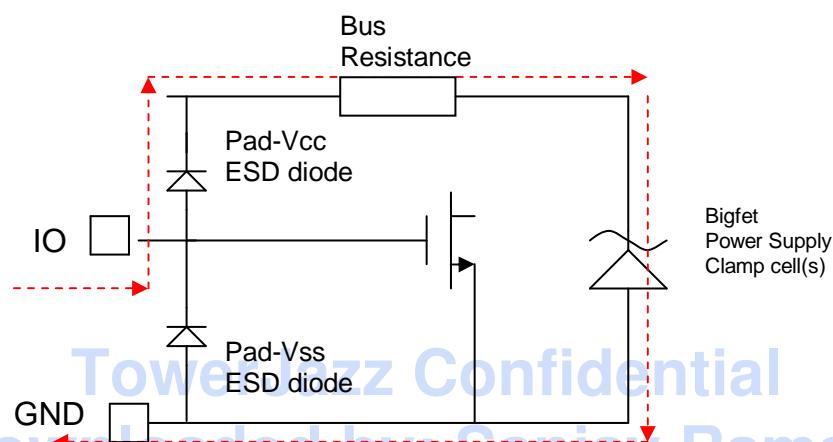 Bus
Resistance
Pad-Vcc
ESD diode
IO
Bigfet
Power Supply
Clamp cell(s)
Pad-Vss
ESD diode
TowerJazz Confidential
GND